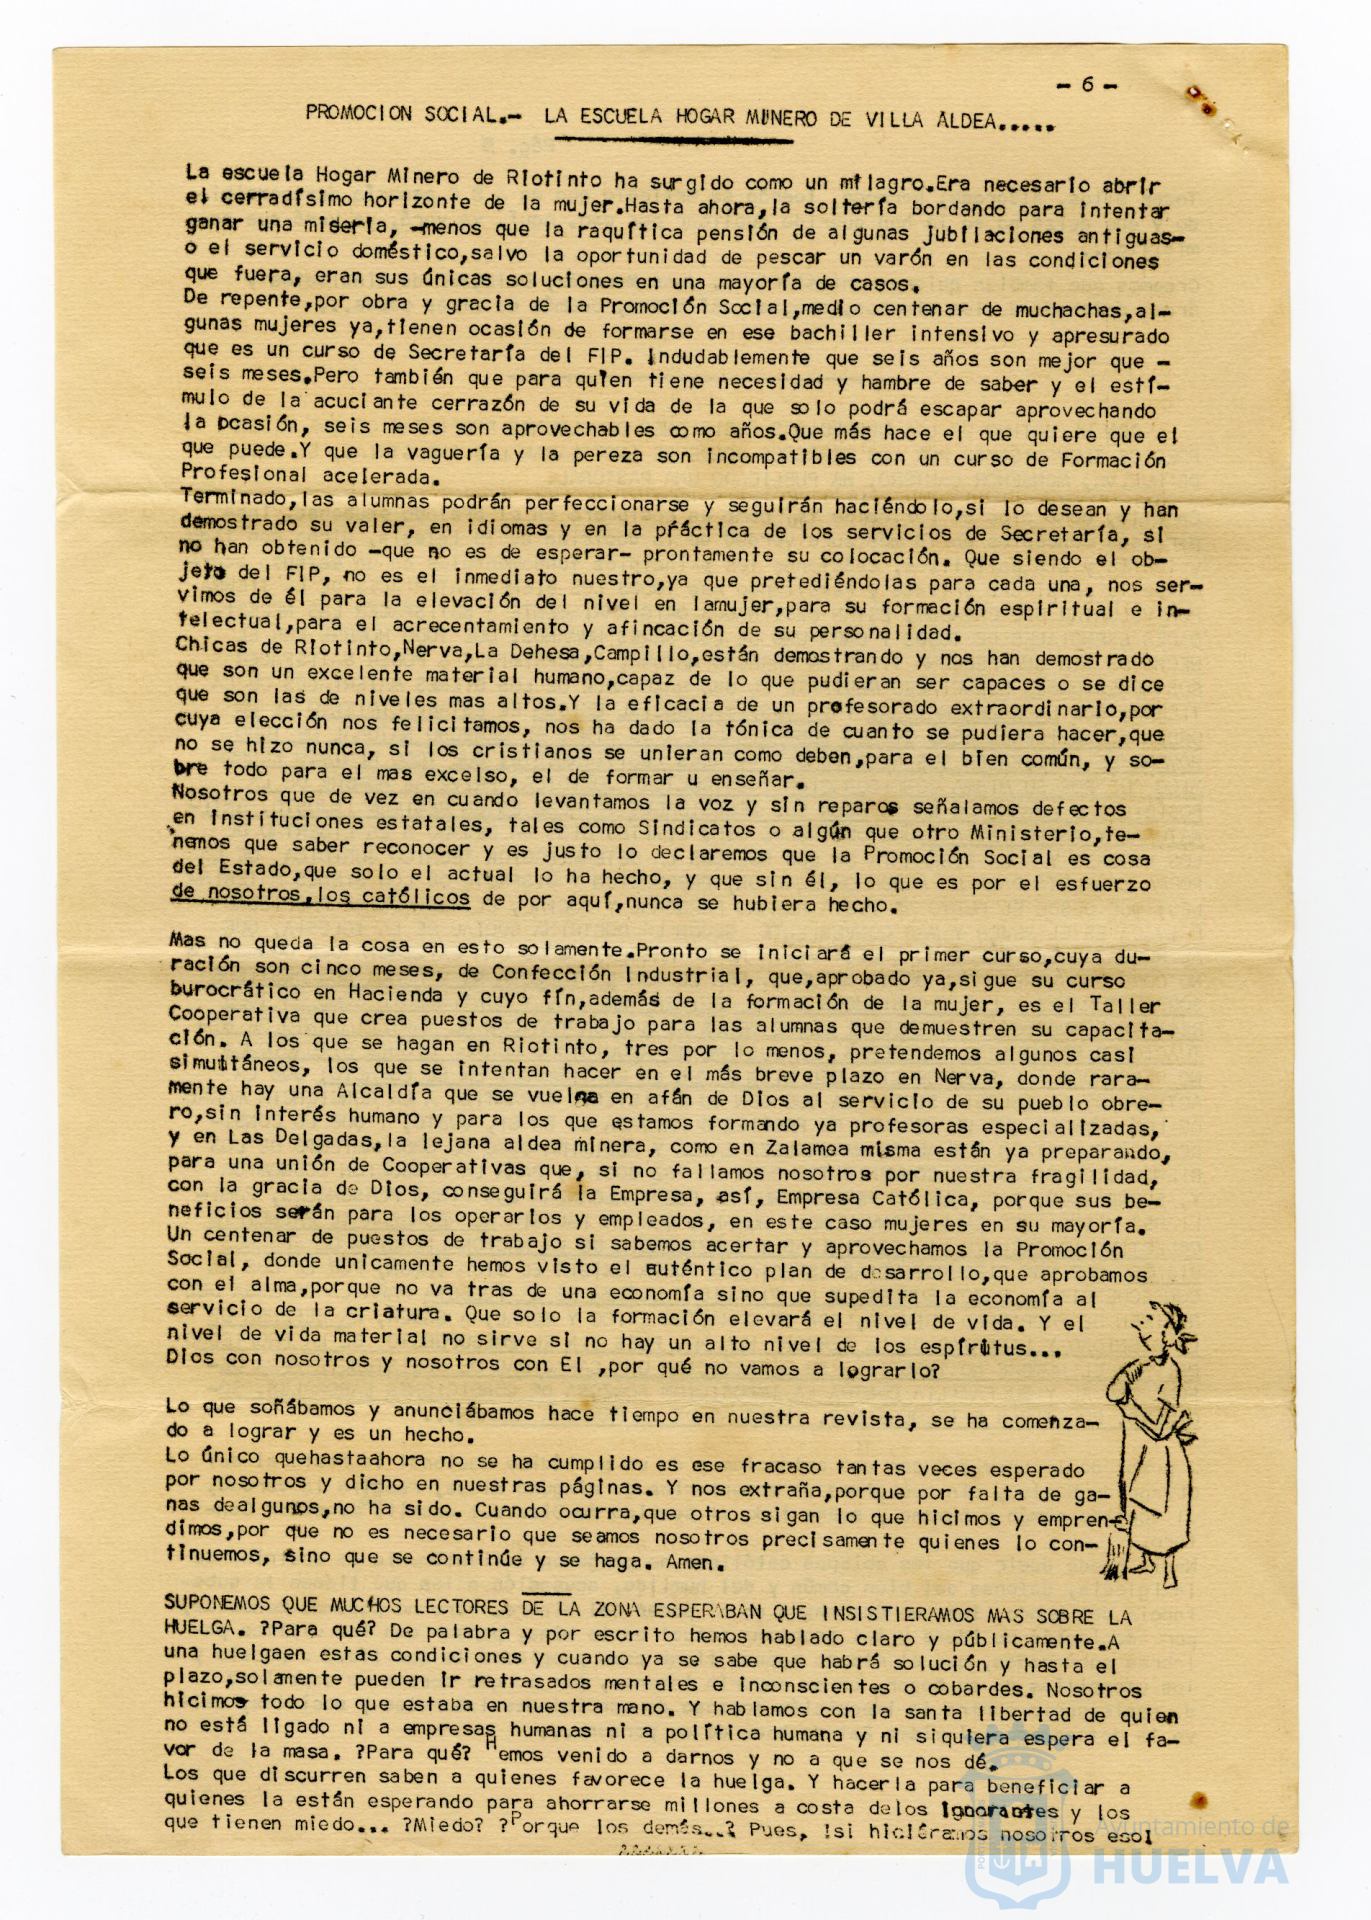 - 6 -
PROMOCION SOCIAL.- LA ESCUELA HOGAR MINERO DE VILLA ALDEA.....
La escuela Hogar Minero de Riotinto ha surgido como un milagro.Era necesario abrir
el cerradísimo horizonte de la mujer.Hasta ahora,la soltería bordando para intentar
ganar una miseria, -menos que la raquítica pensión de algunas jubilaciones antiguas-
o el servicio doméstico,salvo la oportunidad de pescar un varón en las condiciones
que fuera, eran sus únicas soluciones en una mayoría de casos.
De repente,por obra y gracia de la Promoción Social,medio centenar de muchachas,al-
gunas mujeres ya,tienen ocasión de formarse en ese bachiller intensivo y apresurado
que es un curso de Secretaría del FIP. Indudablemente que seis años son mejor que -
seis meses.Pero también que para quien tiene necesidad y hambre de saber y el estí-
mulo de la acuciante cerrazón de su vida de la que solo podrá escapar aprovechando
la ocasión, seis meses son aprovechables como años.Que más hace el que quiere que el
que puede.Y que la vaguería y la pereza son incompatibles con un curso de Formación
Profesional acelerada.
Terminado,las alumnas podrán perfeccionarse y seguirán haciéndolo,si lo desean y han
demostrado su valer, en idiomas y en la práctica de los servicios de Secretaría, si
no han obtenido -que no es de esperar- prontamente su colocación. Que siendo el ob-
jeto del FIP, no es el inmediato nuestro,ya que pretediéndolas para cada una, nos ser-
vimos de él para la elevación del nivel en lamujer,para su formación espiritual e in-
telectual,para el acrecentamiento y afincación de su personalidad.
Chicas de Riotinto,Nerva,La Dehesa,Campillo,están demostrando y nos han demostrado
que son un excelente material humano,capaz de lo que pudieran ser capaces o se dice
que son las de niveles mas altos.Y la eficacia de un profesorado extraordinario,por
cuya elección nos felicitamos, nos ha dado la tónica de cuanto se pudiera hacer,que
no se hizo nunca, si los cristianos se unieran como deben,para el bien común, y so-
bre todo para el mas excelso, el de formar u enseñar.
Nosotros que de vez en cuando levantamos la voz y sin reparos señalamos defectos
en Instituciones estatales, tales como Sindicatos o algún que otro Ministerio,te-
nemos que saber reconocer y es justo lo declaremos que la Promoción Social es cosa
del Estado,que solo el actual lo ha hecho, y que sin él, lo que es por el esfuerzo
de nosotros,los católicos de por aquí,nunca se hubiera hecho.
Mas no queda la cosa en esto solamente.Pronto se iniciará el primer curso,cuya du-
ración son cinco meses, de Confección Industrial, que,aprobado ya,sigue su curso
burocrático en Hacienda y cuyo fín,además de la formación de la mujer, es el Taller
Cooperativa que crea puestos de trabajo para las alumnas que demuestren su capacita-
ción. A los que se hagan en Riotinto, tres por lo menos, pretendemos algunos casi
simultáneos, los que se intentan hacer en el más breve plazo en Nerva, donde rara-
mente hay una Alcaldía que se vuelca en afán de Dios al servicio de su pueblo obre-
ro,sin interés humano y para los que estamos formando ya profesoras especializadas,
y en Las Delgadas,la lejana aldea minera, como en Zalamea misma están ya preparando,
para una unión de Cooperativas que, si no fallamos nosotros por nuestra fragilidad,
con la gracia de Dios, conseguirá la Empresa, así, Empresa Católica, porque sus be-
neficios serán para los operarios y empleados, en este caso mujeres en su mayoría.
Un centenar de puestos de trabajo si sabemos acertar y aprovechamos la Promoción
Social, donde unicamente hemos visto el auténtico plan de desarrollo,que aprobamos
con el alma,porque no va tras de una economía sino que supedita la economía al
servicio de la criatura. Que solo la formación elevará el nivel de vida. Y el
nivel de vida material no sirve si no hay un alto nivel de los espíritus...
Dios con nosotros y nosotros con El ,por qué no vamos a lograrlo?
Lo que soñábamos y anunciábamos hace tiempo en nuestra revista, se ha comenza-
do a lograr y es un hecho.
Lo único quehastaahora no se ha cumplido es ese fracaso tantas veces esperado
por nosotros y dicho en nuestras páginas. Y nos extraña,porque por falta de ga-
nas dealgunos,no ha sido. Cuando ocurra,que otros sigan lo que hicimos y empren-
dimos,por que no es necesario que seamos nosotros precisamente quienes lo con-
tinuemos, sino que se continúe y se haga. Amen.
SUPONEMOS QUE MUCHOS LECTORES DE LA ZONA ESPERABAN QUE INSISTIERAMOS MAS SOBRE LA
HUELGA. ?Para qué? De palabra y por escrito hemos hablado claro y públicamente.A
una huelgaen estas condiciones y cuando ya se sabe que habrá solución y hasta el
plazo,solamente pueden ir retrasados mentales e inconscientes o cobardes. Nosotros
hicimos todo lo que estaba en nuestra mano. Y hablamos con la santa libertad de quien
no está ligado ni a empresas humanas ni a política humana y ni siquiera espera el fa-
vor de la masa. ?Para qué? Hemos venido a darnos y no a que se nos dé.
Los que discurren saben a quienes favorece la huelga. Y hacerla para beneficiar a
quienes la están esperando para ahorrarse millones a costa delos ignorantes y los
que tienen miedo... ?Miedo? ?Porque los demás..? Pues, !si hiciéramos nosotros esol
Ayuntamiento de
HUELVA